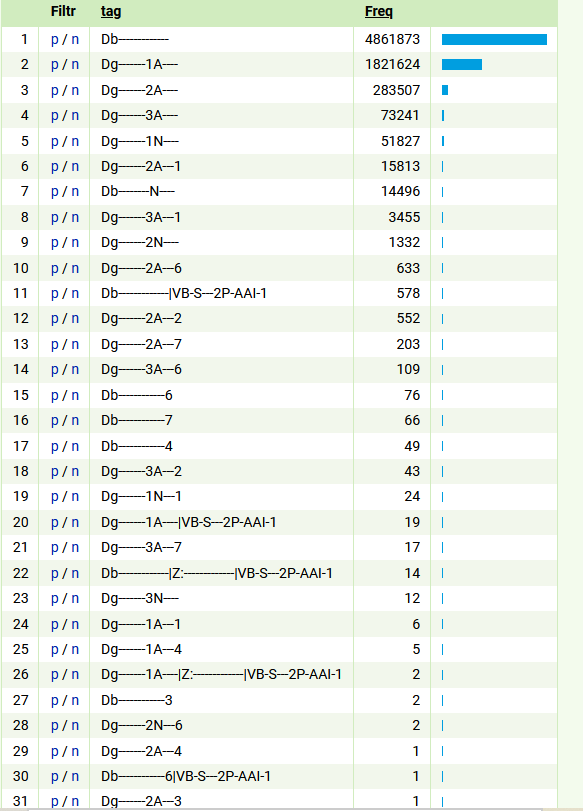 Filtr tag Freq
1 p / n Db------------- 4861873
2 p / n Dg-------1A---- 1821624
3 p / n Dg-------2A---- 283507
4 p / n Dg-------3A---- 73241
5 p / n Dg-------1N---- 51827
6 p / n Dg-------2A---1 15813
7 p / n Db--------N---- 14496
8 p / n Dg-------3A---1 3455
9 p / n Dg-------2N---- 1332
10 p / n Dg-------2A---6 633
11 p / n Db-------------|VB-S---2P-AAI-1 578
12 p / n Dg-------2A---2 552
13 p / n Dg-------2A---7 203
14 p / n Dg-------3A---6 109
15 p / n Db------------6 76
16 p / n Db------------7 66
17 p / n Db------------4 49
18 p / n Dg-------3A---2 43
19 p / n Dg-------1N---1 24
20 p / n Dg-------1A----|VB-S---2P-AAI-1 19
21 p / n Dg-------3A---7 17
22 p / n Db-------------|Z:-------------|VB-S---2P-AAI-1 14
23 p / n Dg-------3N---- 12
24 p / n Dg-------1A---1 6
25 p / n Dg-------1A---4 5
26 p / n Dg-------1A----|Z:-------------|VB-S---2P-AAI-1 2
27 p / n Db------------3 2
28 p / n Dg-------2N---6 2
29 p / n Dg-------2A---4 1
30 p / n Db------------6|VB-S---2P-AAI-1 1
31 p / n Dg-------2A---3 1